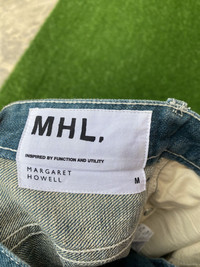 MHL.
INSPIRED BY FUNCTION AND UTILITY
MARGARET
HOWELL
M